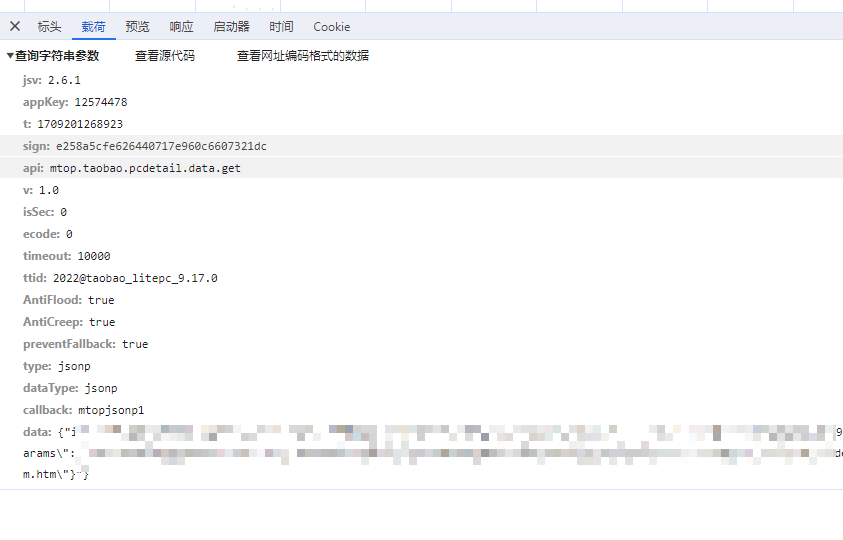 标头 载荷 预览 响应 启动器 时间 Cookie
查询字符串参数 查看源代码 查看网址编码格式的数据
jsv: 2.6.1
appKey: 12574478
t: 1709201268923
sign: e258a5cfe626440717e960c6607321dc
api: mtop.taobao.pcdetail.data.get
v: 1.0
isSec: 0
ecode: 0
timeout: 10000
ttid: 2022@taobao_litepc_9.17.0
AntiFlood: true
AntiCreep: true
preventFallback: true
type: jsonp
dataType: jsonp
callback: mtopjsonp1
data: {"i
arams\":
m.htm\"}"}